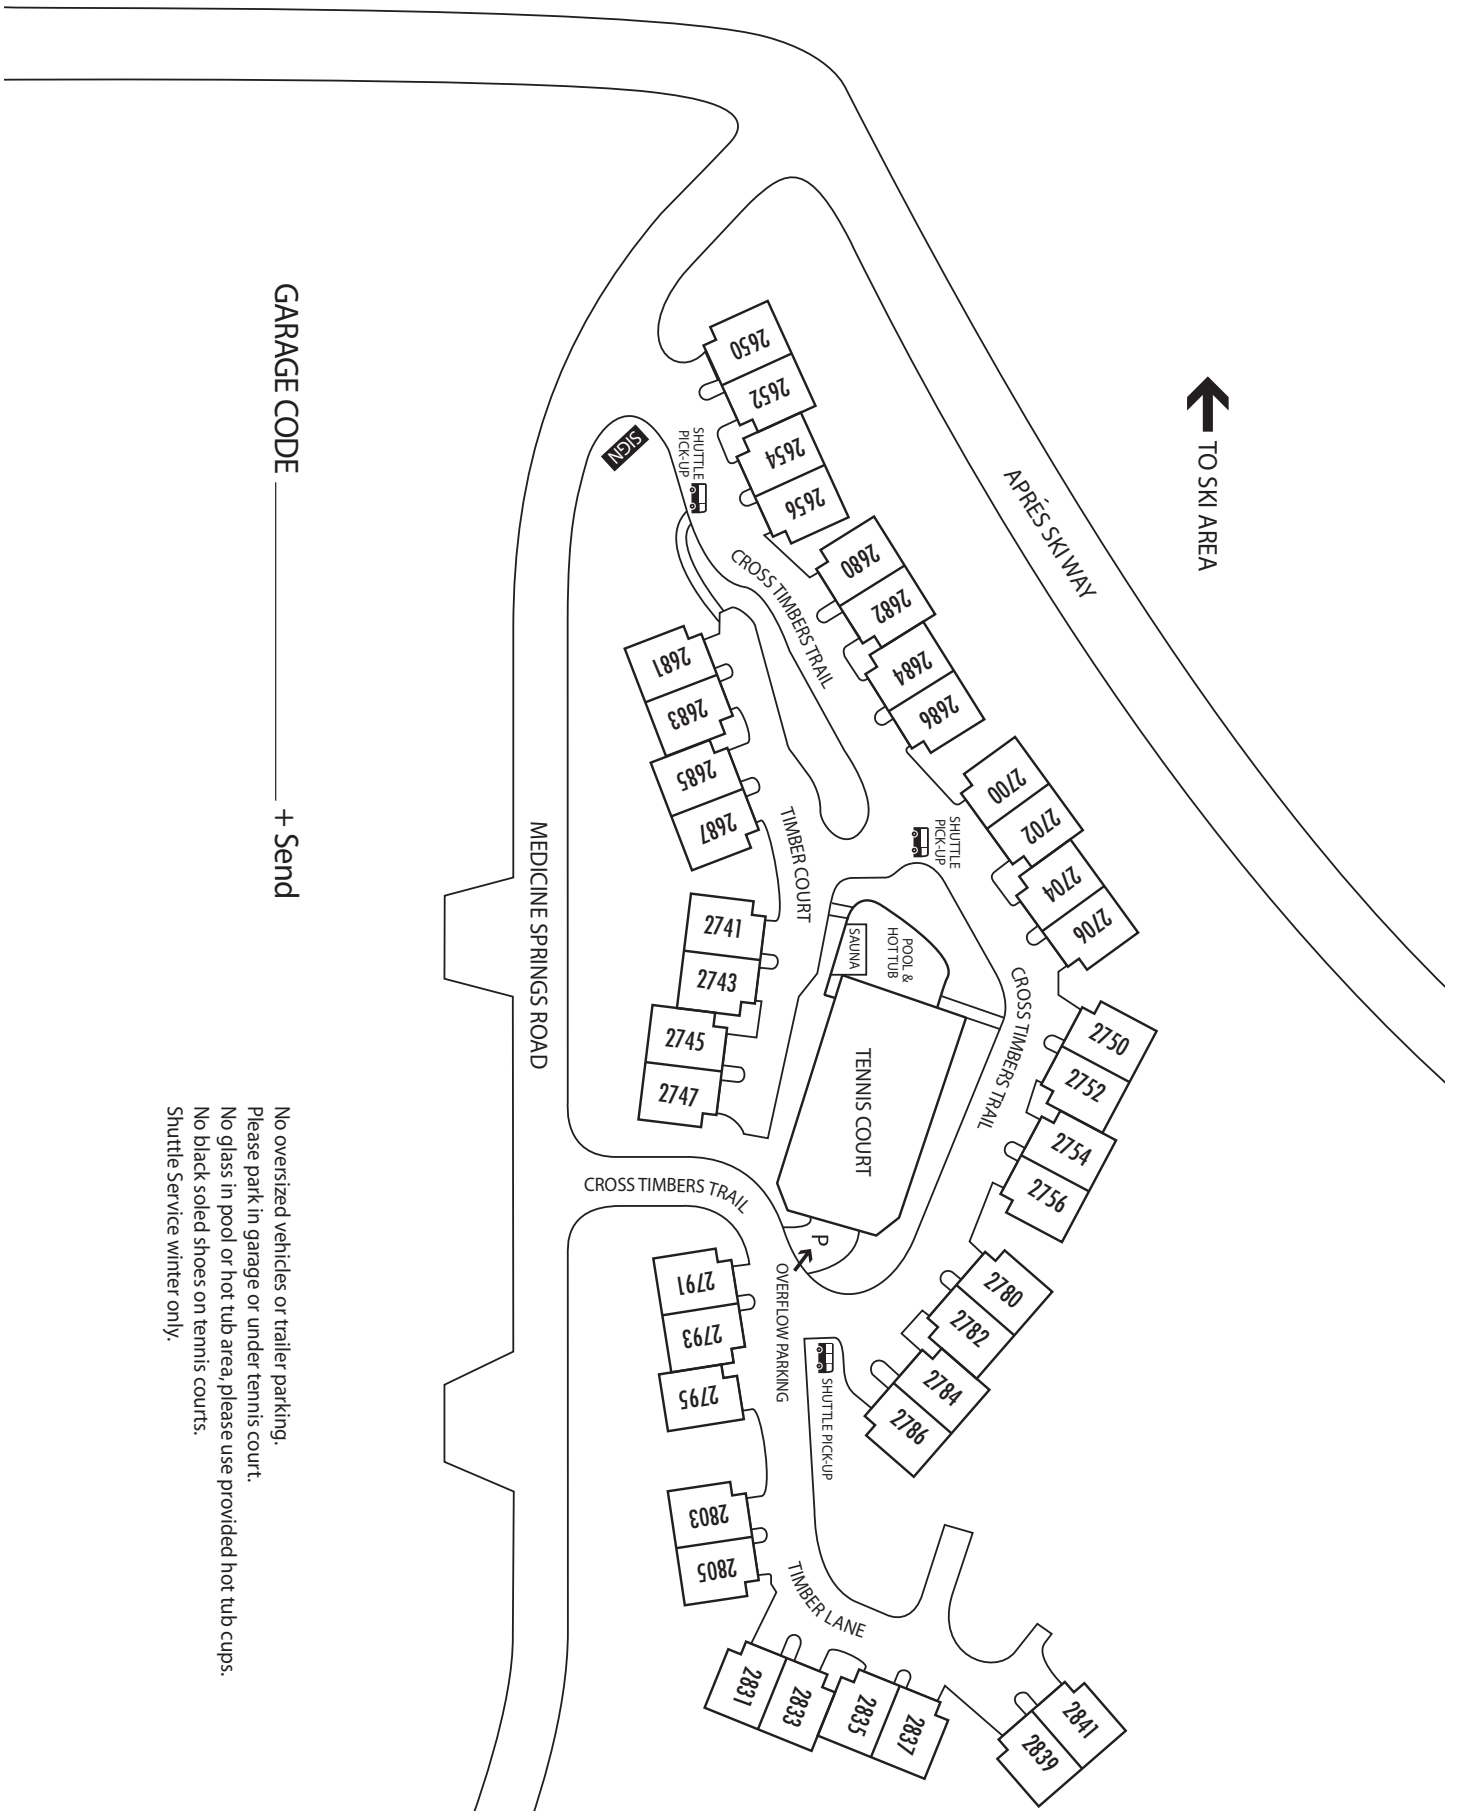 TO SKI AREA
APRÉS SKI WAY
2650
2652
2654
2656
2680
2682
2684
2686
2700
2702
2704
2706
2750
2752
2754
2756
2780
2782
2784
2786
SIGN
SHUTTLE
PICK-UP
CROSS TIMBERS TRAIL
SHUTTLE
PICK-UP
CROSS TIMBERS TRAIL
POOL &
HOT TUB
SAUNA
TENNIS COURT
TIMBER COURT
2681
2683
2685
2687
2741
2743
2745
2747
CROSS TIMBERS TRAIL
P
OVERFLOW PARKING
SHUTTLE PICK-UP
2791
2793
2795
2803
2805
TIMBER LANE
2831
2833
2835
2837
2841
2839
MEDICINE SPRINGS ROAD
GARAGE CODE ____________________ + Send
No oversized vehicles or trailer parking.
Please park in garage or under tennis court.
No glass in pool or hot tub area, please use provided hot tub cups.
No black soled shoes on tennis courts.
Shuttle Service winter only.